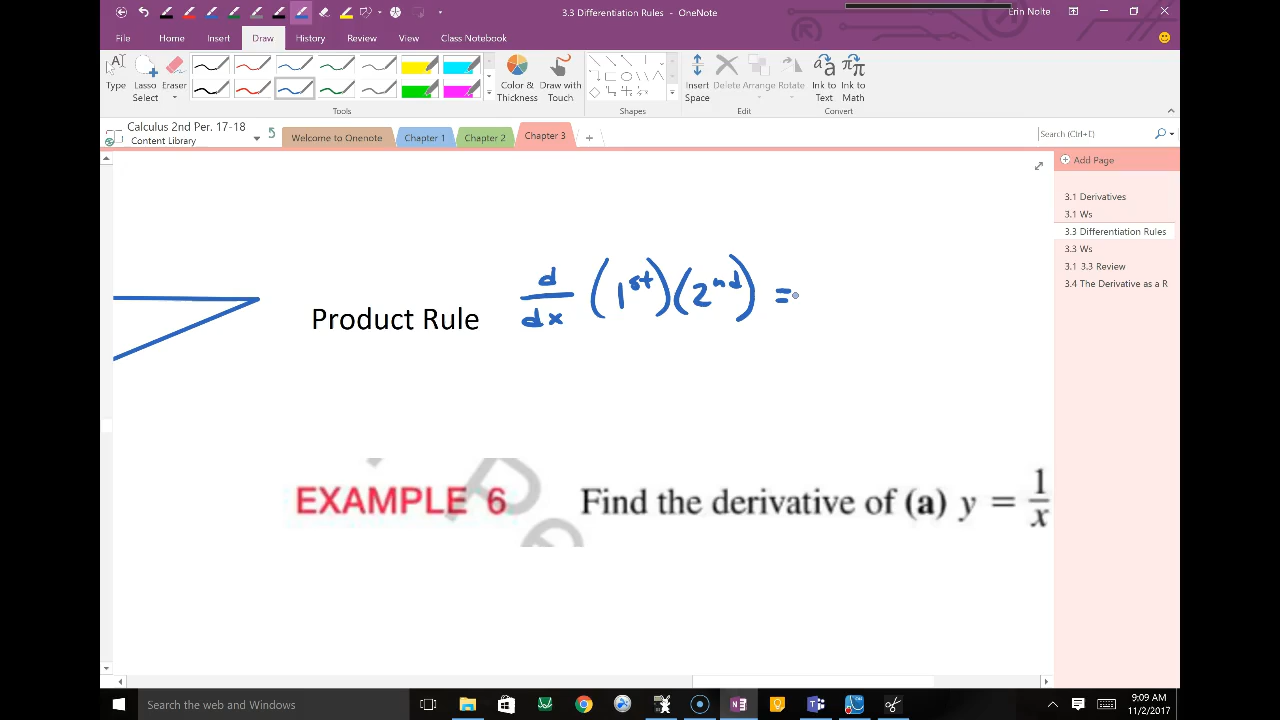 3.3 Differentiation Rules - OneNote
Erin Nolte
File Home Insert Draw History Review View Class Notebook
Type Lasso Select Eraser Color & Thickness Draw with Touch Insert Space Delete Arrange Rotate Ink to Text Ink to Math
Tools Shapes Edit Convert
Calculus 2nd Per. 17-18
Content Library
Welcome to Onenote Chapter 1 Chapter 2 Chapter 3
Search (Ctrl+E)
Add Page
3.1 Derivatives
3.1 Ws
3.3 Differentiation Rules
3.3 Ws
3.1 3.3 Review
3.4 The Derivative as a R
Product Rule d/dx (1st)(2nd) =
EXAMPLE 6 Find the derivative of (a) y = 1/x
Search the web and Windows
9:09 AM
11/2/2017